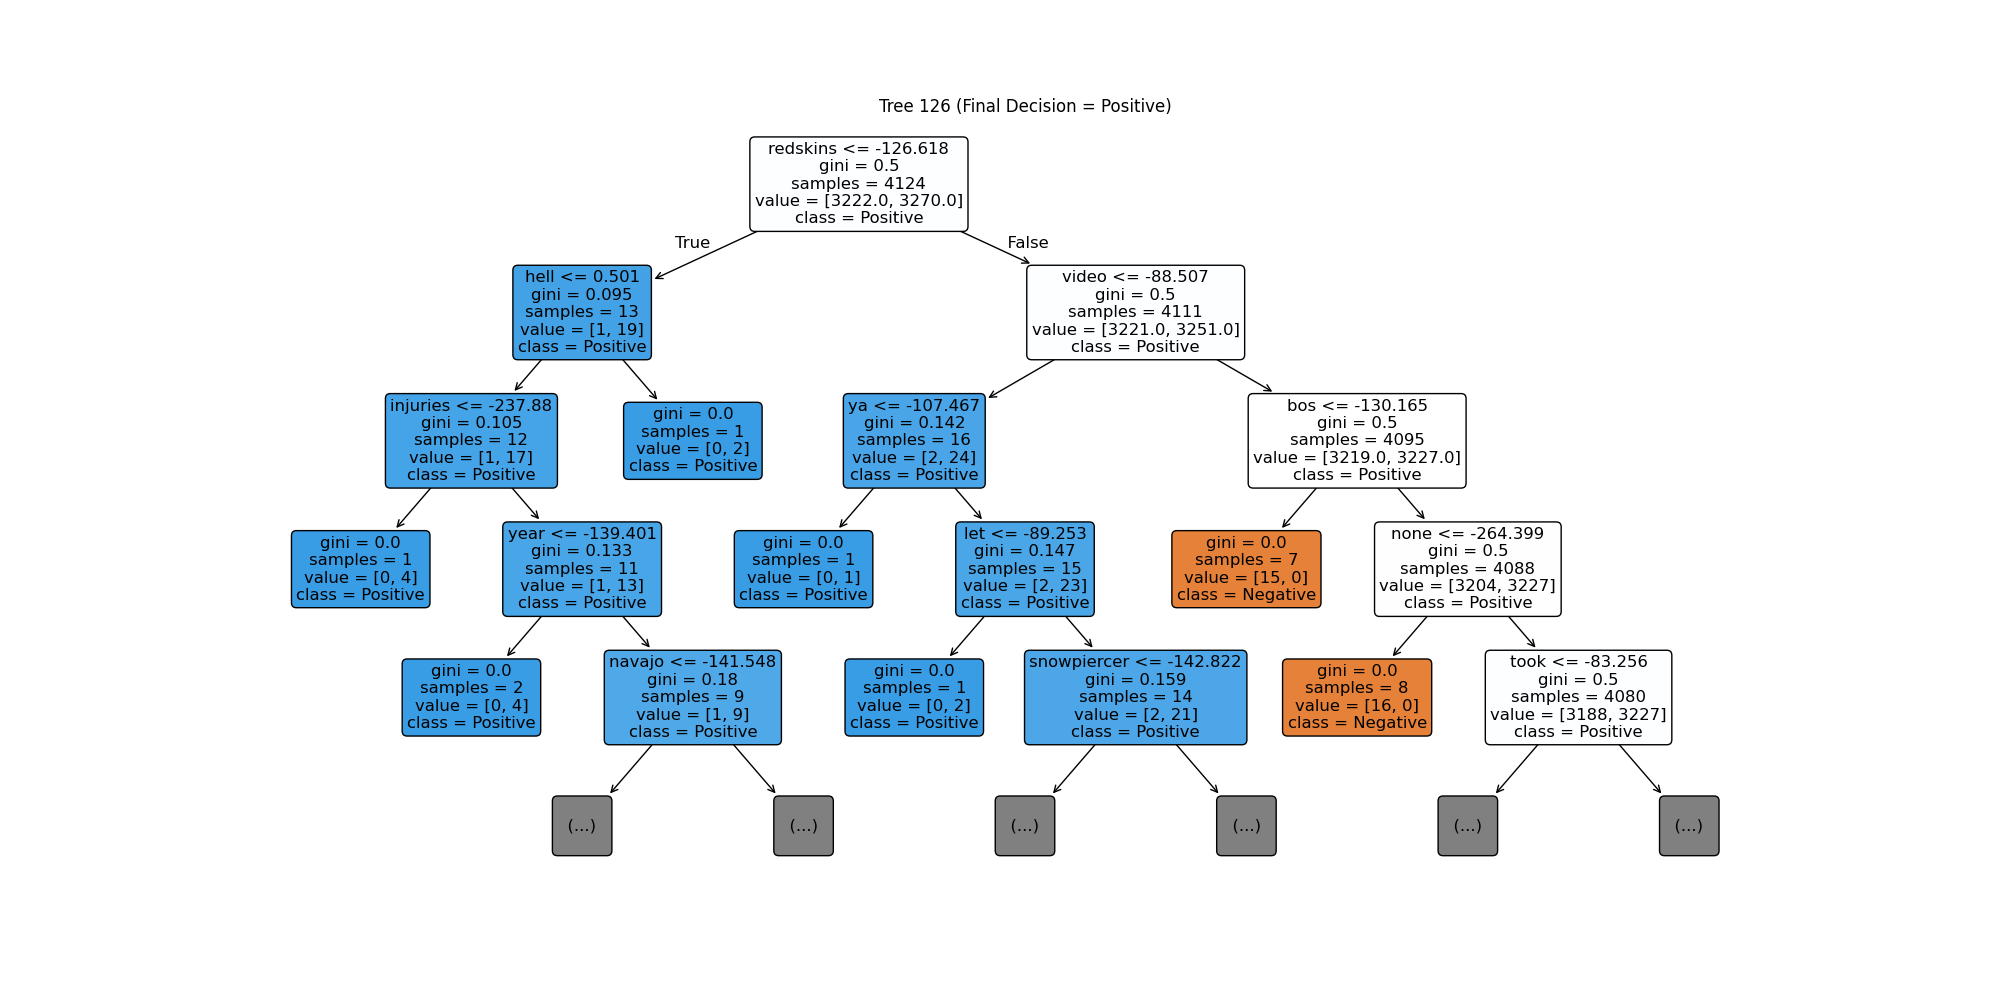 Tree 126 (Final Decision = Positive)
redskins <= -126.618
gini = 0.5
samples = 4124
value = [3222.0, 3270.0]
class = Positive
True
False
hell <= 0.501
gini = 0.095
samples = 13
value = [1, 19]
class = Positive
video <= -88.507
gini = 0.5
samples = 4111
value = [3221.0, 3251.0]
class = Positive
injuries <= -237.88
gini = 0.105
samples = 12
value = [1, 17]
class = Positive
gini = 0.0
samples = 1
value = [0, 2]
class = Positive
ya <= -107.467
gini = 0.142
samples = 16
value = [2, 24]
class = Positive
bos <= -130.165
gini = 0.5
samples = 4095
value = [3219.0, 3227.0]
class = Positive
gini = 0.0
samples = 1
value = [0, 4]
class = Positive
year <= -139.401
gini = 0.133
samples = 11
value = [1, 13]
class = Positive
gini = 0.0
samples = 1
value = [0, 1]
class = Positive
let <= -89.253
gini = 0.147
samples = 15
value = [2, 23]
class = Positive
gini = 0.0
samples = 7
value = [15, 0]
class = Negative
none <= -264.399
gini = 0.5
samples = 4088
value = [3204, 3227]
class = Positive
gini = 0.0
samples = 2
value = [0, 4]
class = Positive
navajo <= -141.548
gini = 0.18
samples = 9
value = [1, 9]
class = Positive
gini = 0.0
samples = 1
value = [0, 2]
class = Positive
snowpiercer <= -142.822
gini = 0.159
samples = 14
value = [2, 21]
class = Positive
gini = 0.0
samples = 8
value = [16, 0]
class = Negative
took <= -83.256
gini = 0.5
samples = 4080
value = [3188, 3227]
class = Positive
(...)
(...)
(...)
(...)
(...)
(...)